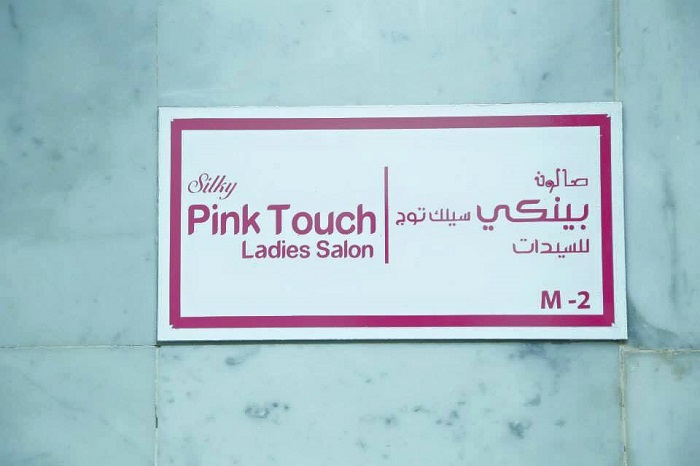 Silky
Pink Touch
Ladies Salon
صالون
بينكي سيلك توج
للسيدات
M -2